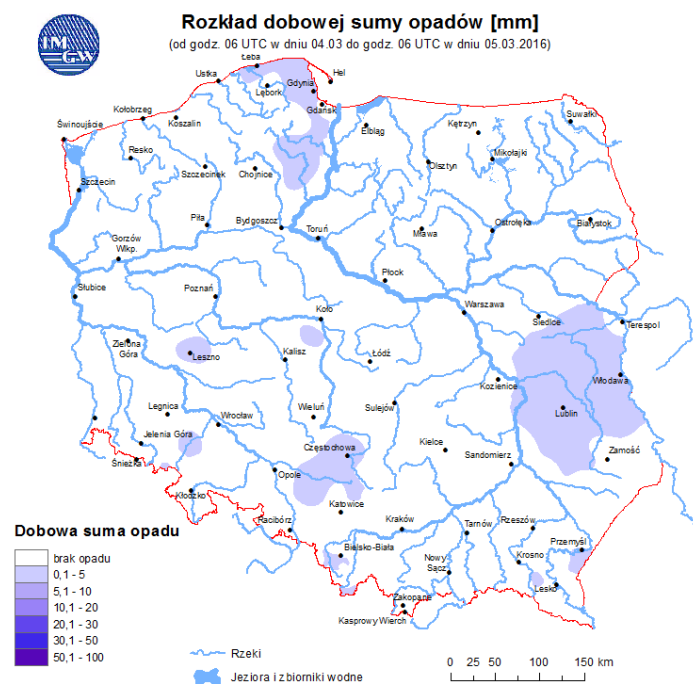 Rozkład dobowej sumy opadów [mm]
(od godz. 06 UTC w dniu 04.03 do godz. 06 UTC w dniu 05.03.2016)
IM
GW
Łeba
Ustka
Hel
Gdynia
Lębork
Gdańsk
Kołobrzeg
Koszalin
Świnoujście
Elbląg
Kętrzyn
Suwałki
Resko
Szczecinek
Chojnice
Olsztyn
Mikołajki
Szczecin
Piła
Bydgoszcz
Toruń
Mława
Ostrołęka
Białystok
Gorzów
Wlkp.
Płock
Słubice
Poznań
Koło
Warszawa
Siedlce
Terespol
Zielona
Góra
Leszno
Kalisz
Łódź
Kozienice
Włodawa
Legnica
Wrocław
Wieluń
Sulejów
Lublin
Jelenia Góra
Częstochowa
Kielce
Sandomierz
Zamość
Śnieżka
Opole
Kłodzko
Katowice
Racibórz
Kraków
Tarnów
Rzeszów
Przemyśl
Bielsko-Biała
Nowy
Sącz
Krosno
Lesko
Zakopane
Kasprowy Wierch
Dobowa suma opadu
brak opadu
0,1 - 5
5,1 - 10
10,1 - 20
20,1 - 30
30,1 - 50
50,1 - 100
Rzeki
Jeziora i zbiorniki wodne
0 25 50 100 150 km